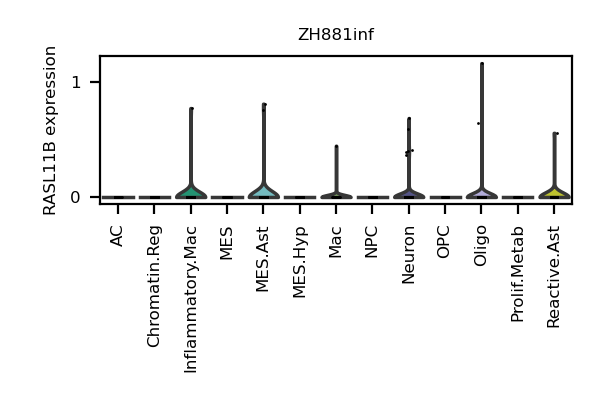 ZH881inf
RASL11B expression
1
0
AC
Chromatin.Reg
Inflammatory.Mac
MES
MES.Ast
MES.Hyp
Mac
NPC
Neuron
OPC
Oligo
Prolif.Metab
Reactive.Ast